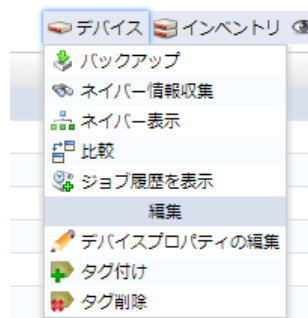 デバイス インベントリ
バックアップ
ネイバー情報収集
ネイバー表示
比較
ジョブ履歴を表示
編集
デバイスプロパティの編集
タグ付け
タグ削除